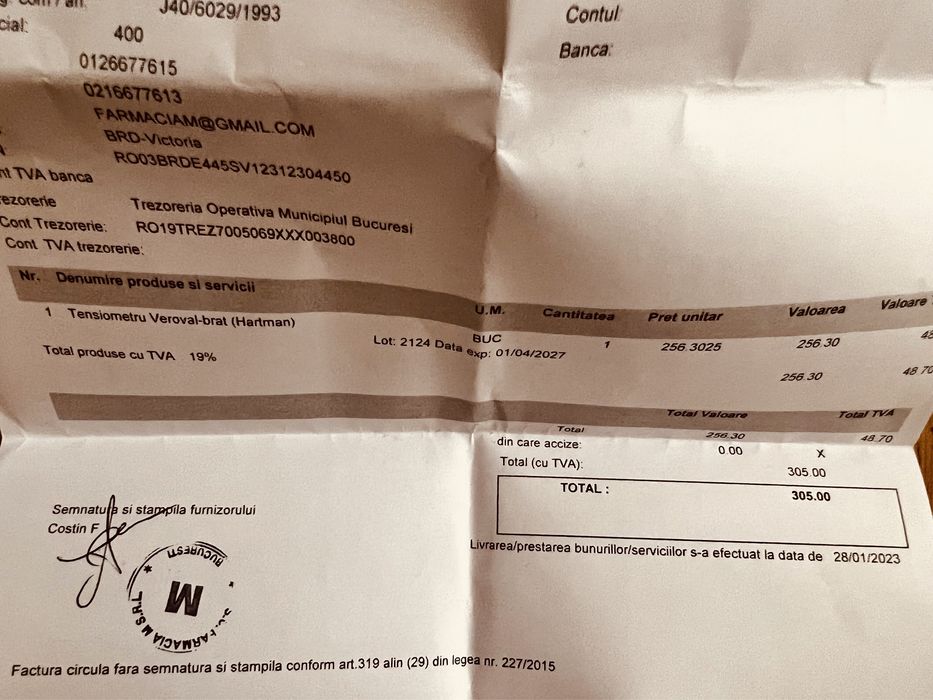 J40/6029/1993
cial:
400
0126677615
0216677613
FARMACIAM@GMAIL.COM
BRD-Victoria
RO03BRDE445SV12312304450
TVA banca
Trezoreria Operativa Municipiul Bucuresi
Cont Trezorerie: RO19TREZ7005069XXX003800
Cont TVA trezorerie:
Contul:
Banca:
Nr. Denumire produse si servicii U.M. Cantitatea Pret unitar Valoarea Valoare
1 Tensiometru Veroval-brat (Hartman) BUC 1 256.3025 256.30
Lot: 2124 Data exp: 01/04/2027
Total produse cu TVA 19% 256.30 48.70
Total Valoare Total TVA
Total 256.30 48.70
din care accize: 0.00 X
Total (cu TVA): 305.00
TOTAL : 305.00
Livrarea/prestarea bunurillor/serviciilor s-a efectuat la data de 28/01/2023
Semnatura si stampila furnizorului
Costin F
BUCURESTI
M
S.C. FARMACIA M S.R.L.
Factura circula fara semnatura si stampila conform art.319 alin (29) din legea nr. 227/2015